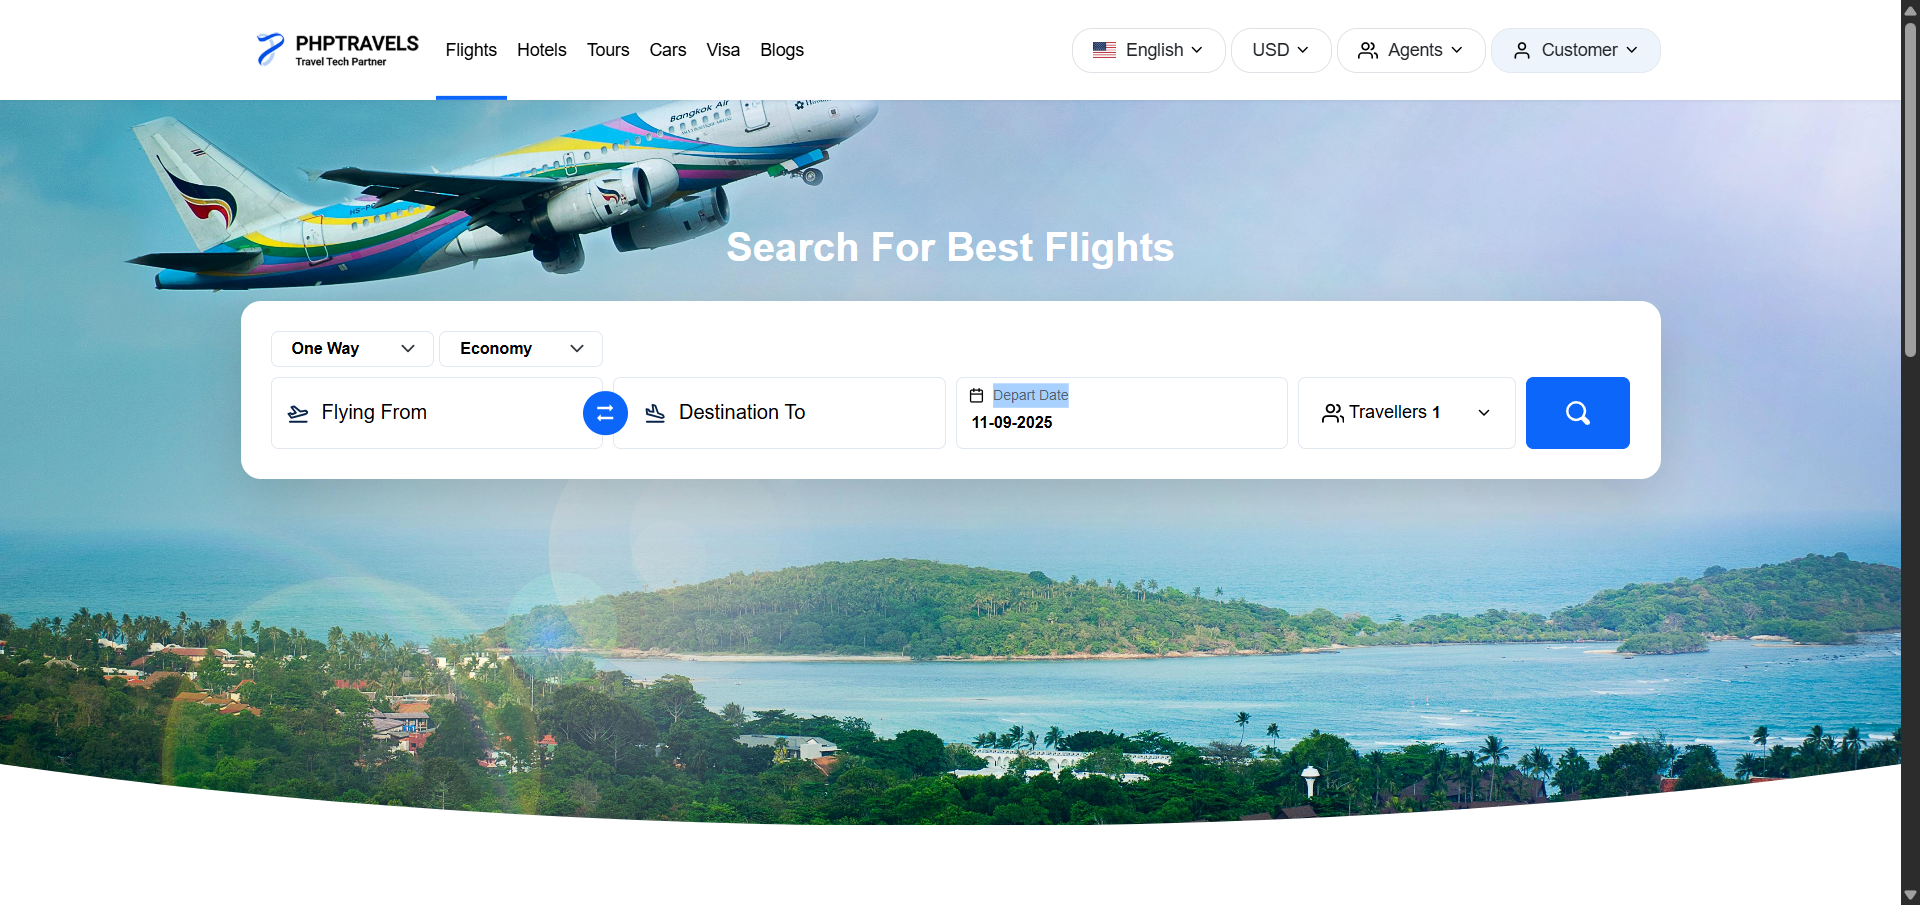 PHPTRAVELS
Travel Tech Partner
Flights Hotels Tours Cars Visa Blogs
English USD Agents Customer
Bangkok Air
Search For Best Flights
One Way Economy
Flying From
Destination To
Depart Date
11-09-2025
Travellers 1